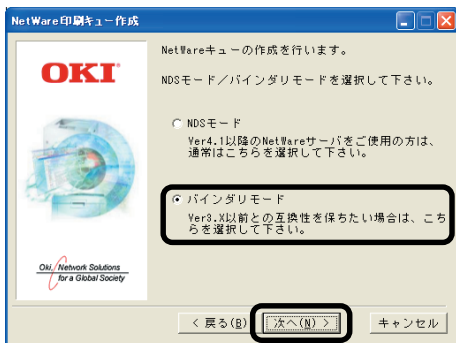 NetWare印刷キュー作成
OKI
NetWareキューの作成を行います。
NDSモード／バインダリモードを選択して下さい。
NDSモード
Ver4.1以降のNetWareサーバをご使用の方は、
通常はこちらを選択して下さい。
バインダリモード
Ver3.X以前との互換性を保ちたい場合は、こち
らを選択して下さい。
Oki, Network Solutions
for a Global Society
< 戻る(B)
次へ(N) >
キャンセル